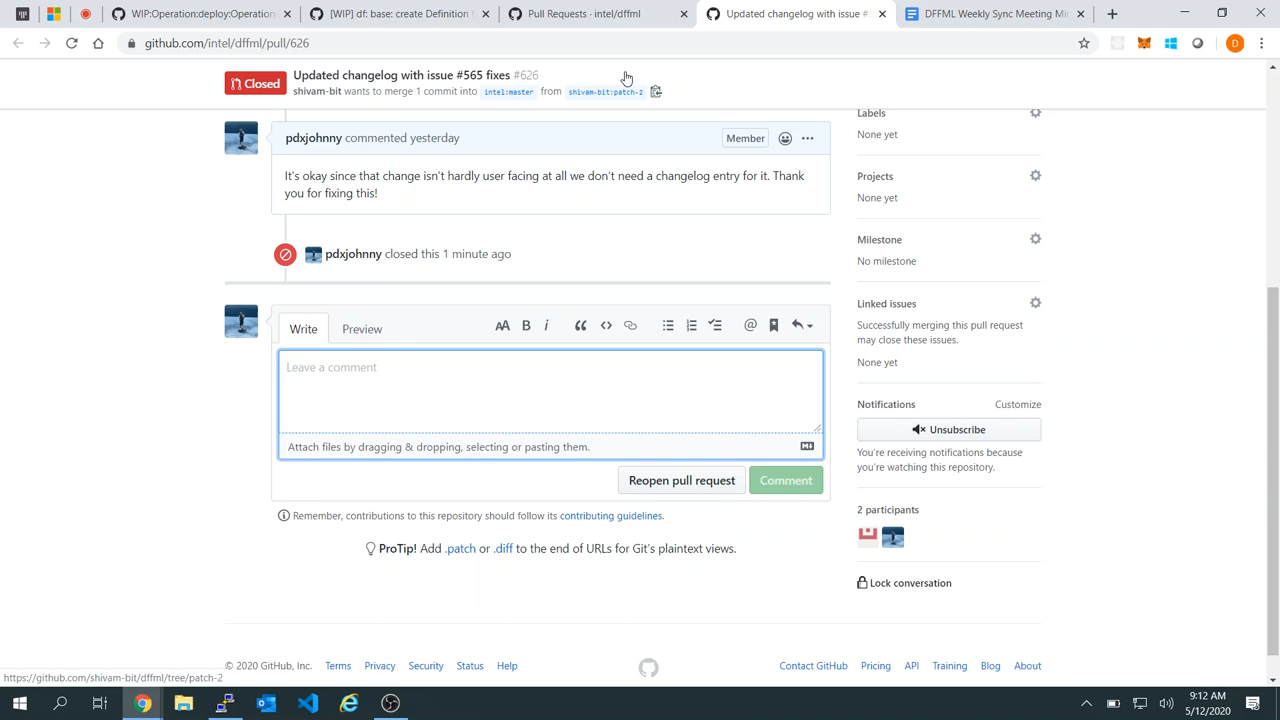 WIP:Operation:deploy:Operation
[WIP] df: base: create Definition
Pull Requests · intel/dffml
Updated changelog with issue #
DFFML Weekly Sync Meeting Mi
github.com/intel/dffml/pull/626
D
Closed
Updated changelog with issue #565 fixes #626
shivam-bit wants to merge 1 commit into intel:master from shivam-bit:patch-2
pdxjohnny commented yesterday
Member
It's okay since that change isn't hardly user facing at all we don't need a changelog entry for it. Thank
you for fixing this!
pdxjohnny closed this 1 minute ago
Write
Preview
AA B i
Leave a comment
Attach files by dragging & dropping, selecting or pasting them.
Reopen pull request
Comment
Remember, contributions to this repository should follow its contributing guidelines.
ProTip! Add .patch or .diff to the end of URLs for Git's plaintext views.
Labels
None yet
Projects
None yet
Milestone
No milestone
Linked issues
Successfully merging this pull request
may close these issues.
None yet
Notifications
Customize
Unsubscribe
You're receiving notifications because
you're watching this repository.
2 participants
Lock conversation
© 2020 GitHub, Inc.
Terms
Privacy
Security
Status
Help
Contact GitHub
Pricing
API
Training
Blog
About
https://github.com/shivam-bit/dffml/tree/patch-2
9:12 AM
5/12/2020